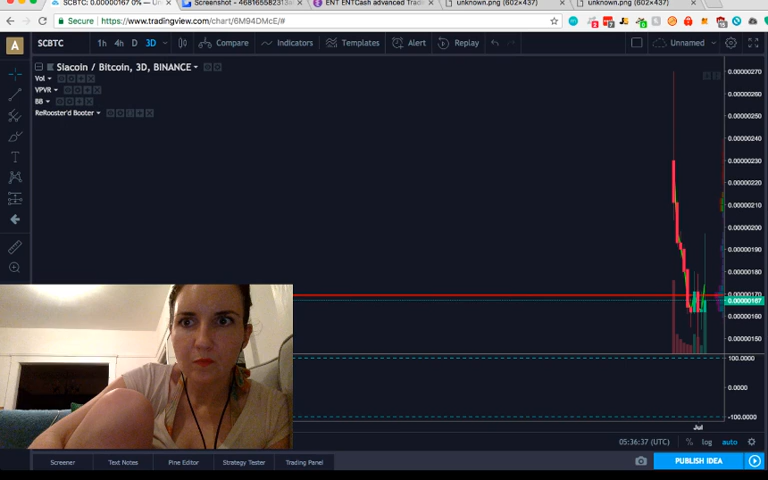 SCBTC: 0.00000167 0% — Un
Screenshot - 46816558231
ENT ENTCash advanced Tradi
unknown.png (602×437)
unknown.png (602×437)
Secure https://www.tradingview.com/chart/6M94DMcE/#
A SCBTC 1h 4h D 3D Compare Indicators Templates Alert Replay Unnamed
Siacoin / Bitcoin, 3D, BINANCE
Vol
VPVR
BB
ReRooster'd Booter
0.00000270
0.00000260
0.00000240
0.00000230
0.00000220
0.00000210
0.00000200
0.00000190
0.00000180
0.00000170
0.00000167
0.00000160
0.00000150
100.0000
0.0000
-100.0000
Jul
05:36:37 (UTC) % log auto
Screener Text Notes Pine Editor Strategy Tester Trading Panel PUBLISH IDEA